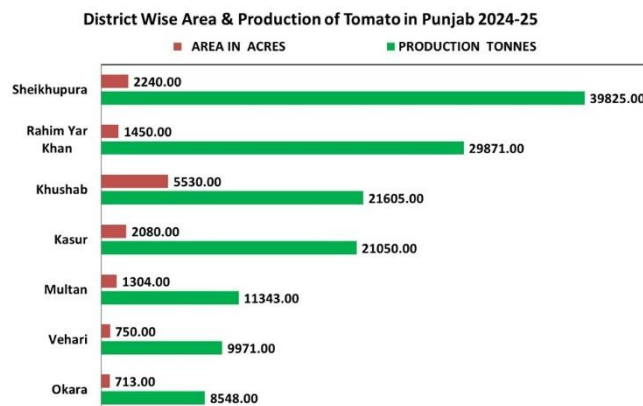 District Wise Area & Production of Tomato in Punjab 2024-25
AREA IN ACRES PRODUCTION TONNES
Sheikhupura 2240.00
39825.00
Rahim Yar
Khan 1450.00
29871.00
Khushab 5530.00
21605.00
Kasur 2080.00
21050.00
Multan 1304.00
11343.00
Vehari 750.00
9971.00
Okara 713.00
8548.00